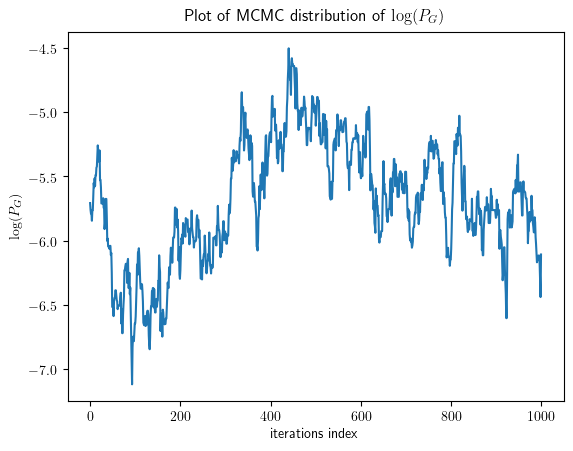 Plot of MCMC distribution of log(P_G)
log(P_G)
−4.5
−5.0
−5.5
−6.0
−6.5
−7.0
0 200 400 600 800 1000
iterations index